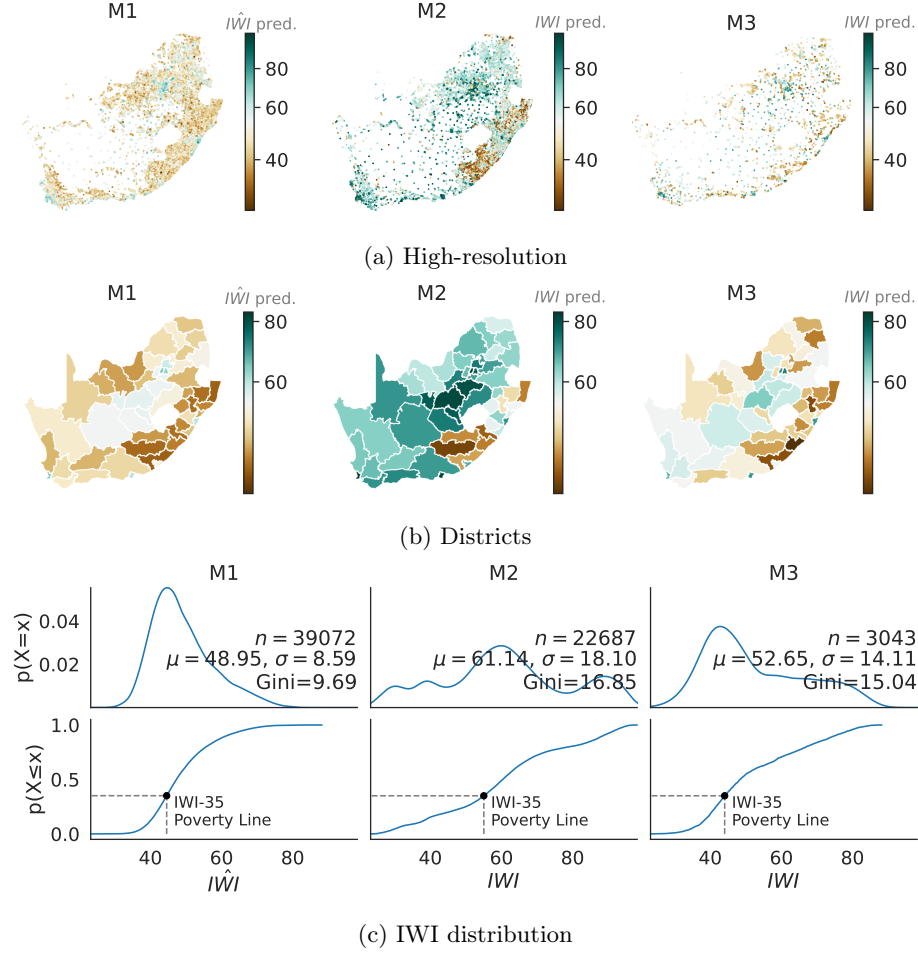 M1
IŴI pred.
80
60
40
M2
IWI pred.
80
60
40
M3
IWI pred.
80
60
40
(a) High-resolution
M1
IŴI pred.
80
60
M2
IWI pred.
80
60
M3
IWI pred.
80
60
(b) Districts
M1
M2
M3
p(X=x)
0.04
0.02
n = 39072
μ = 48.95, σ = 8.59
Gini=9.69
n = 22687
μ = 61.14, σ = 18.10
Gini=16.85
n = 3043
μ = 52.65, σ = 14.11
Gini=15.04
p(X≤x)
1.0
0.5
0.0
IWI-35
Poverty Line
IWI-35
Poverty Line
IWI-35
Poverty Line
40 60 80
40 60 80
40 60 80
IŴI
IWI
IWI
(c) IWI distribution